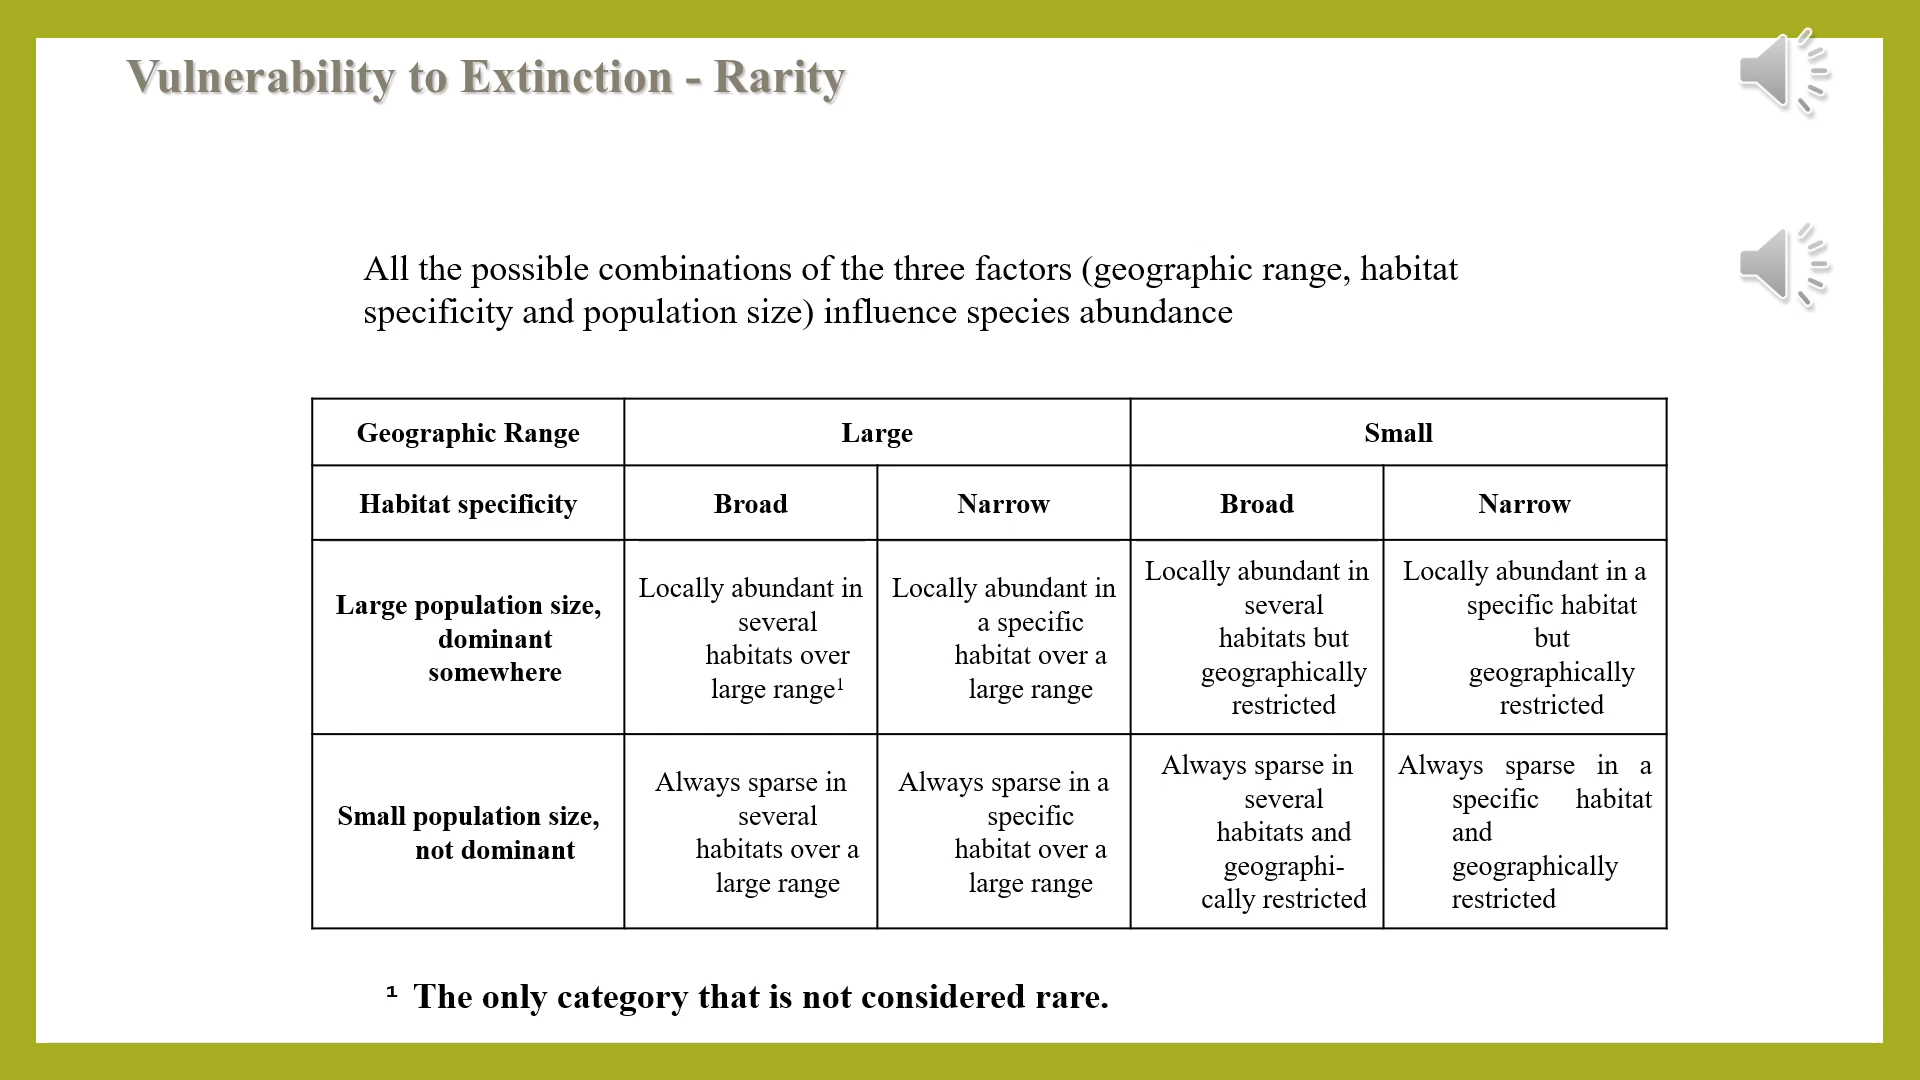 Vulnerability to Extinction - Rarity
All the possible combinations of the three factors (geographic range, habitat
specificity and population size) influence species abundance
Geographic Range
Large
Small
Habitat specificity
Broad
Narrow
Broad
Narrow
Large population size,
dominant
somewhere
Locally abundant in
several
habitats over
large range¹
Locally abundant in
a specific
habitat over a
large range
Locally abundant in
several
habitats but
geographically
restricted
Locally abundant in a
specific habitat
but
geographically
restricted
Small population size,
not dominant
Always sparse in
several
habitats over a
large range
Always sparse in a
specific
habitat over a
large range
Always sparse in
several
habitats and
geographi-
cally restricted
Always sparse in a
specific habitat
and
geographically
restricted
¹ The only category that is not considered rare.